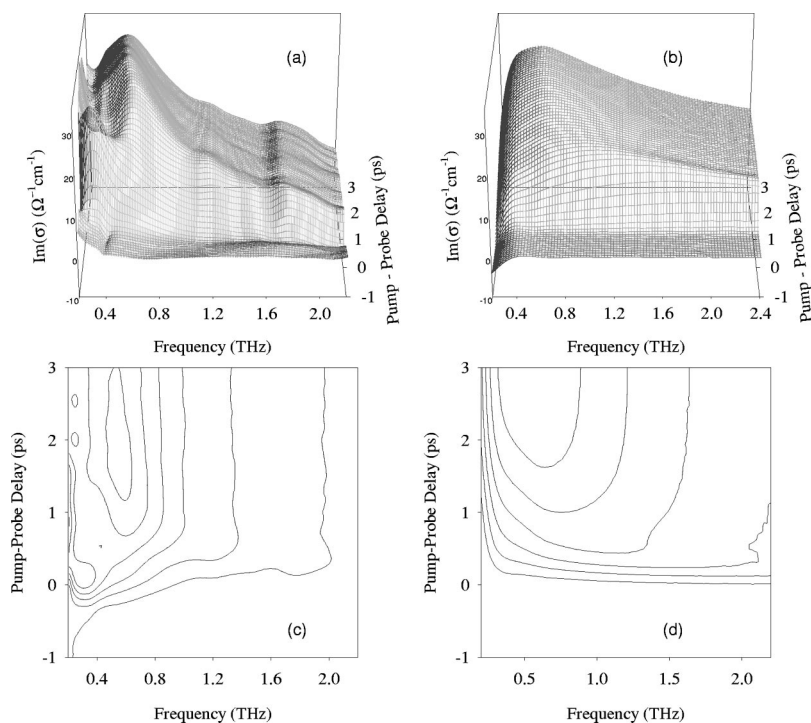 (a)
30
20
10
0
-10
Im(σ) (Ω⁻¹cm⁻¹)
3
2
1
0
-1
Pump - Probe Delay (ps)
0.4 0.8 1.2 1.6 2.0
Frequency (THz)
(b)
30
20
10
0
-10
Im(σ) (Ω⁻¹cm⁻¹)
3
2
1
0
-1
Pump - Probe Delay (ps)
0.4 0.8 1.2 1.6 2.0 2.4
Frequency (THz)
3
2
1
0
-1
Pump-Probe Delay (ps)
(c)
0.4 0.8 1.2 1.6 2.0
Frequency (THz)
3
2
1
0
-1
Pump-Probe Delay (ps)
(d)
0.5 1.0 1.5 2.0
Frequency (THz)